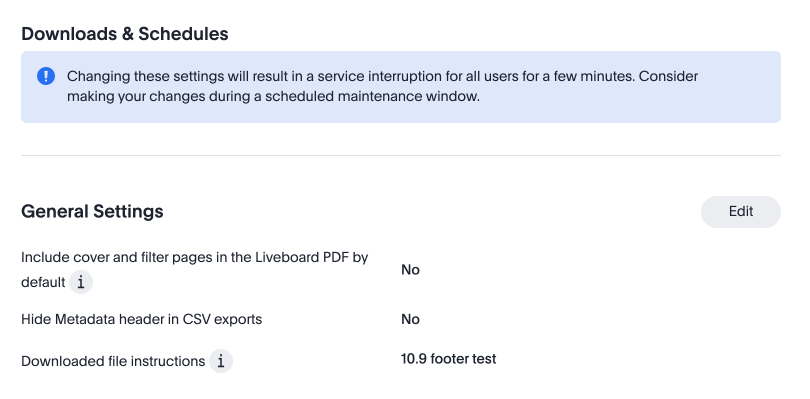 Downloads & Schedules
Changing these settings will result in a service interruption for all users for a few minutes. Consider
making your changes during a scheduled maintenance window.
General Settings
Edit
Include cover and filter pages in the Liveboard PDF by
default i
No
Hide Metadata header in CSV exports
No
Downloaded file instructions i
10.9 footer test